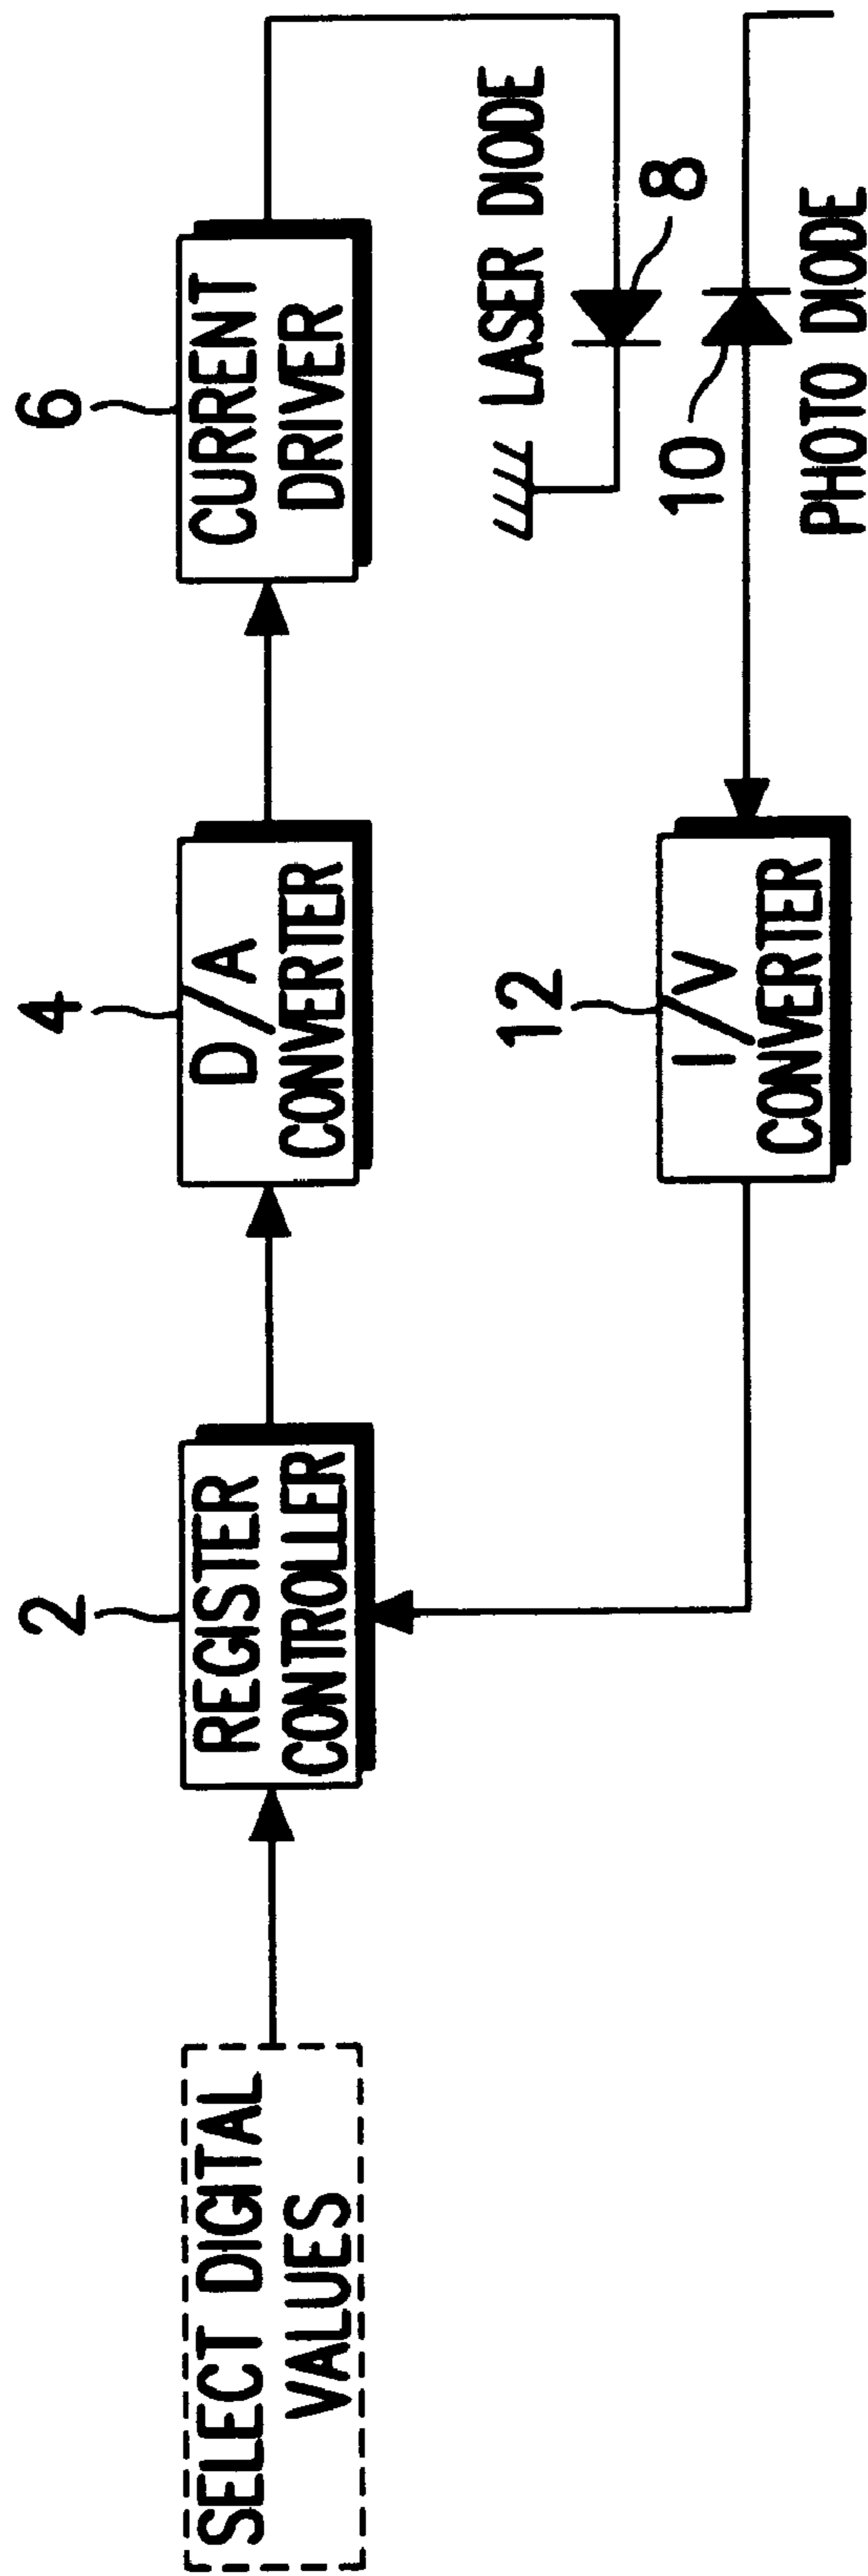 SELECT DIGITAL
VALUES
2
REGISTER
CONTROLLER
4
D/A
CONVERTER
6
CURRENT
DRIVER
LASER DIODE
8
10
PHOTO DIODE
12
I/V
CONVERTER